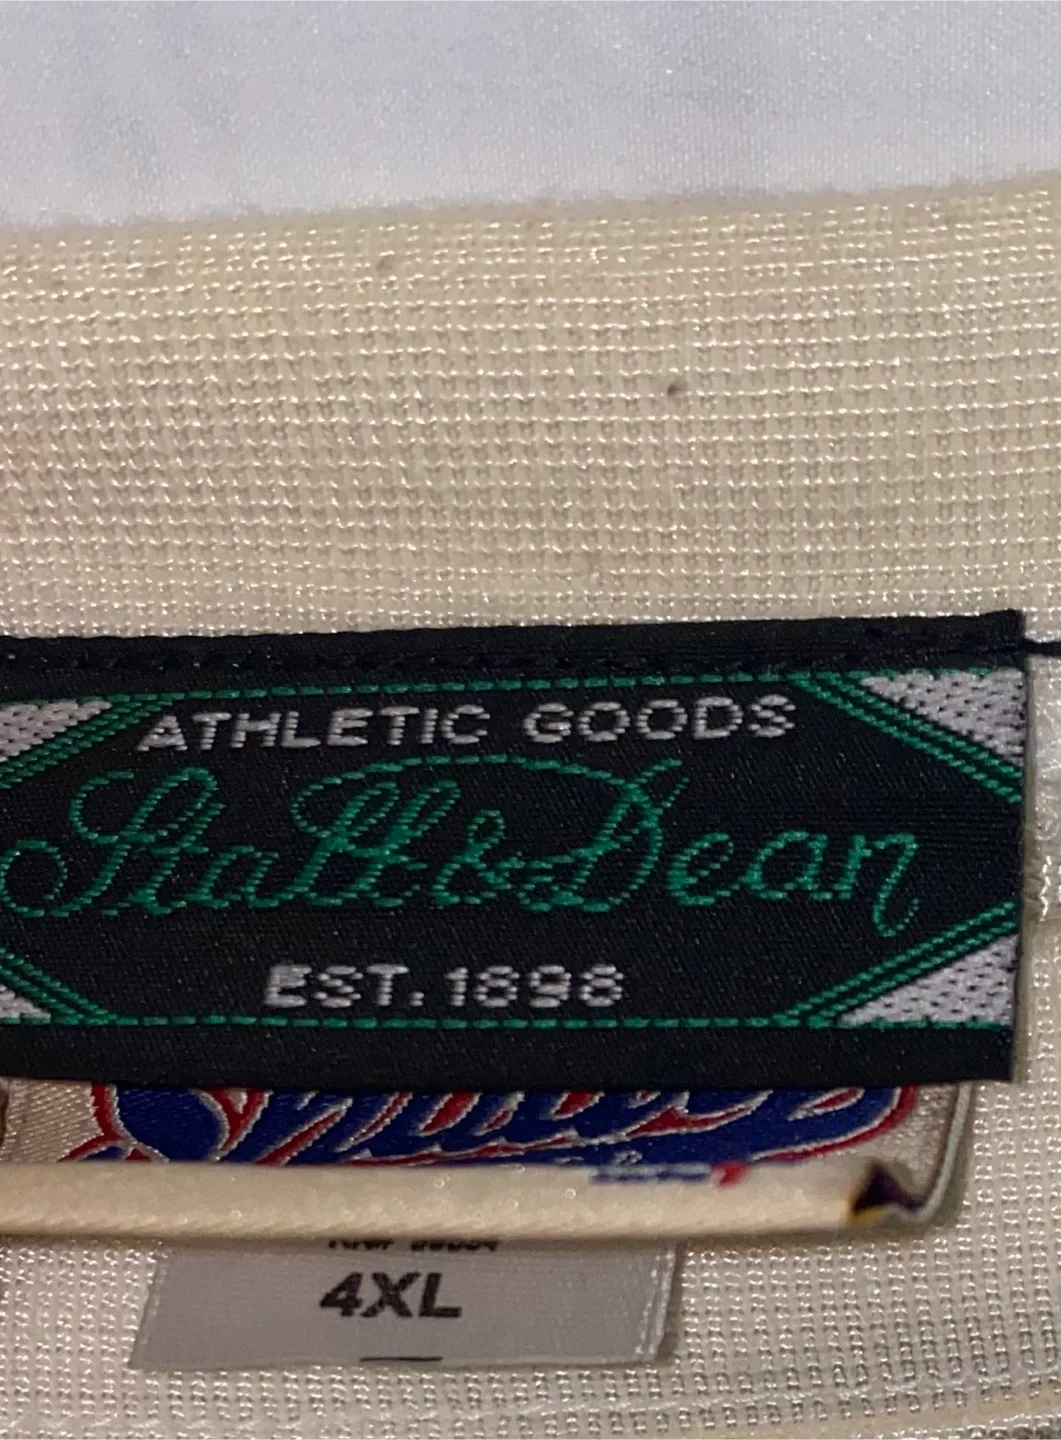 ATHLETIC GOODS
Stall & Dean
EST. 1898
4XL